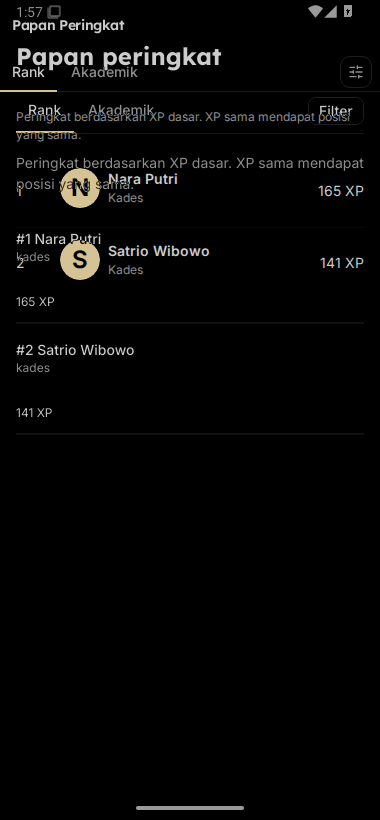 1:57
Papan Peringkat
Papan peringkat
Rank Akademik
Rank Akademik Filter
Peringkat berdasarkan XP dasar. XP sama mendapat posisi
yang sama.
Peringkat berdasarkan XP dasar. XP sama mendapat
posisi yang sama.
1 N Nara Putri 165 XP
Kades
#1 Nara Putri
kades
2 S Satrio Wibowo 141 XP
Kades
165 XP
#2 Satrio Wibowo
kades
141 XP